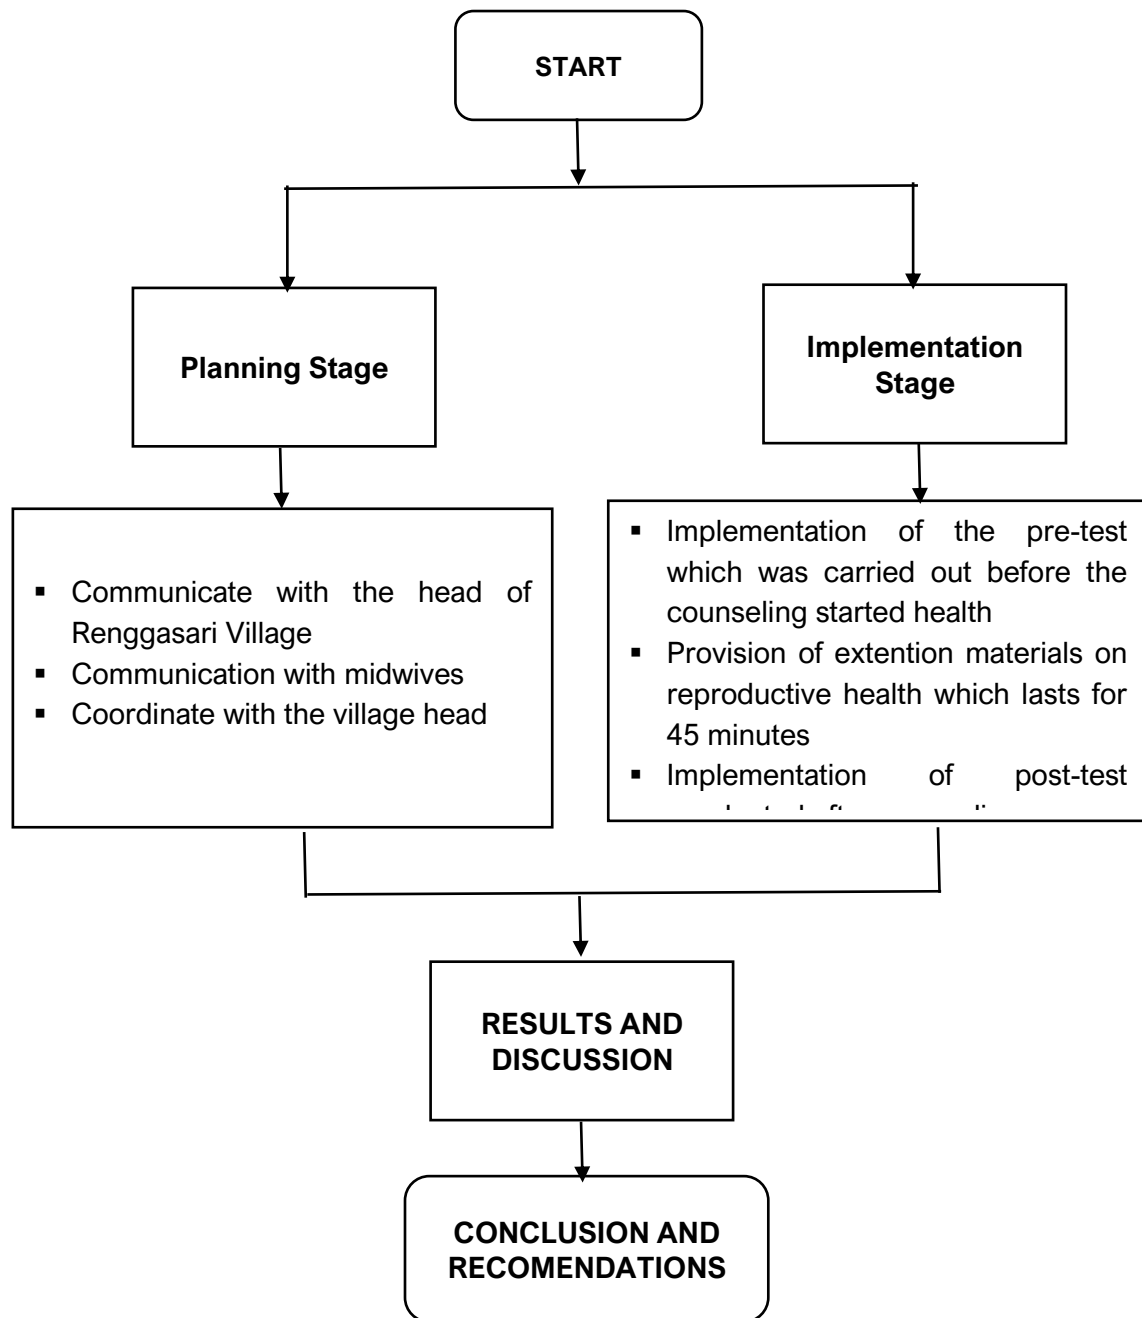 START
Planning Stage
Implementation
Stage
▪ Communicate with the head of
Renggasari Village
▪ Communication with midwives
▪ Coordinate with the village head
▪ Implementation of the pre-test
which was carried out before the
counseling started health
▪ Provision of extention materials on
reproductive health which lasts for
45 minutes
▪ Implementation of post-test
RESULTS AND
DISCUSSION
CONCLUSION AND
RECOMENDATIONS